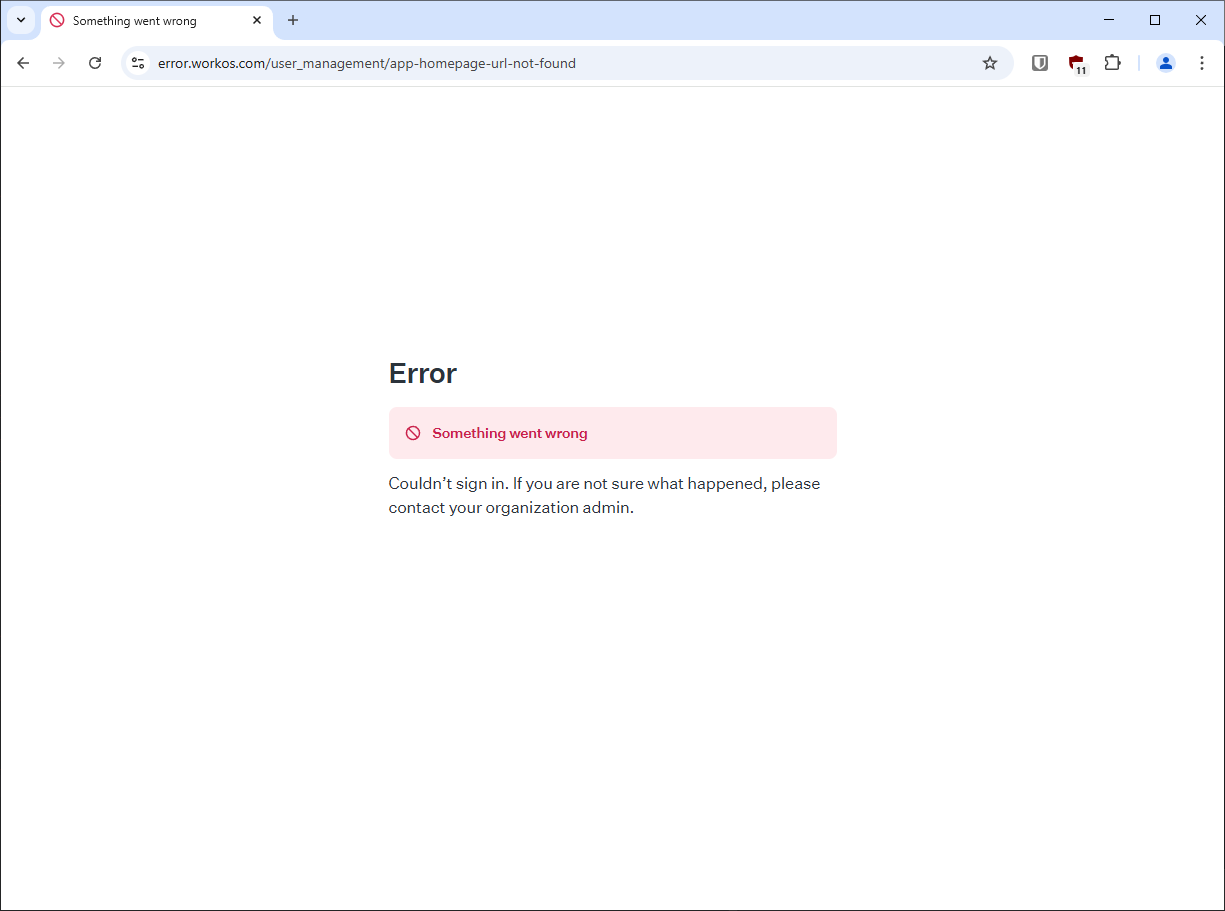 Something went wrong
error.workos.com/user_management/app-homepage-url-not-found
11
Error
Something went wrong
Couldn’t sign in. If you are not sure what happened, please
contact your organization admin.